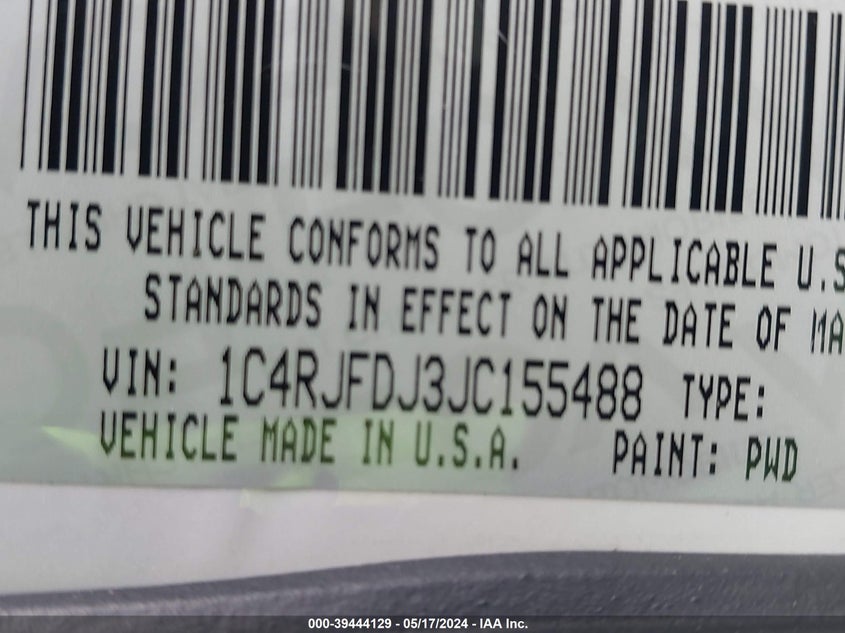 THIS VEHICLE CONFORMS TO ALL APPLICABLE U.S
STANDARDS IN EFFECT ON THE DATE OF MA
VIN: 1C4RJFDJ3JC155488 TYPE:
VEHICLE MADE IN U.S.A. PAINT: PWD
000-39444129 - 05/17/2024 - IAA Inc.